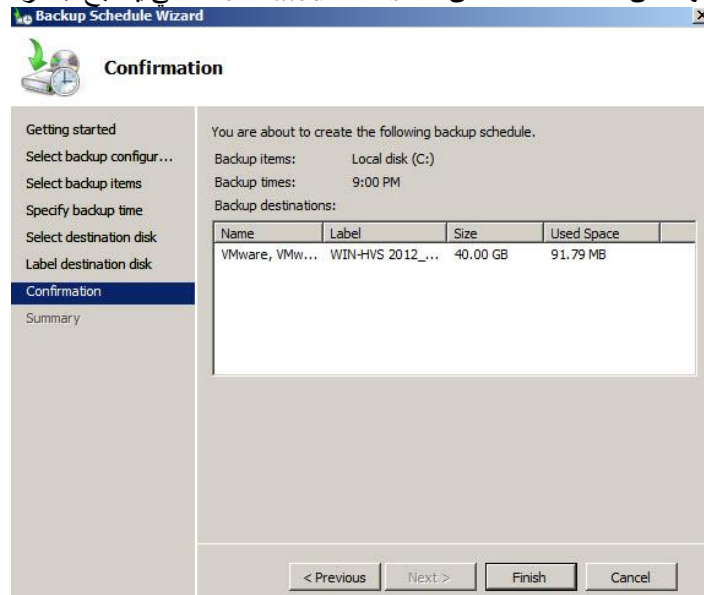 Backup Schedule Wizard
Confirmation
Getting started
Select backup configur...
Select backup items
Specify backup time
Select destination disk
Label destination disk
Confirmation
Summary
You are about to create the following backup schedule.
Backup items: Local disk (C:)
Backup times: 9:00 PM
Backup destinations:
Name Label Size Used Space
VMware, VMw... WIN-HVS 2012_... 40.00 GB 91.79 MB
< Previous Next > Finish Cancel